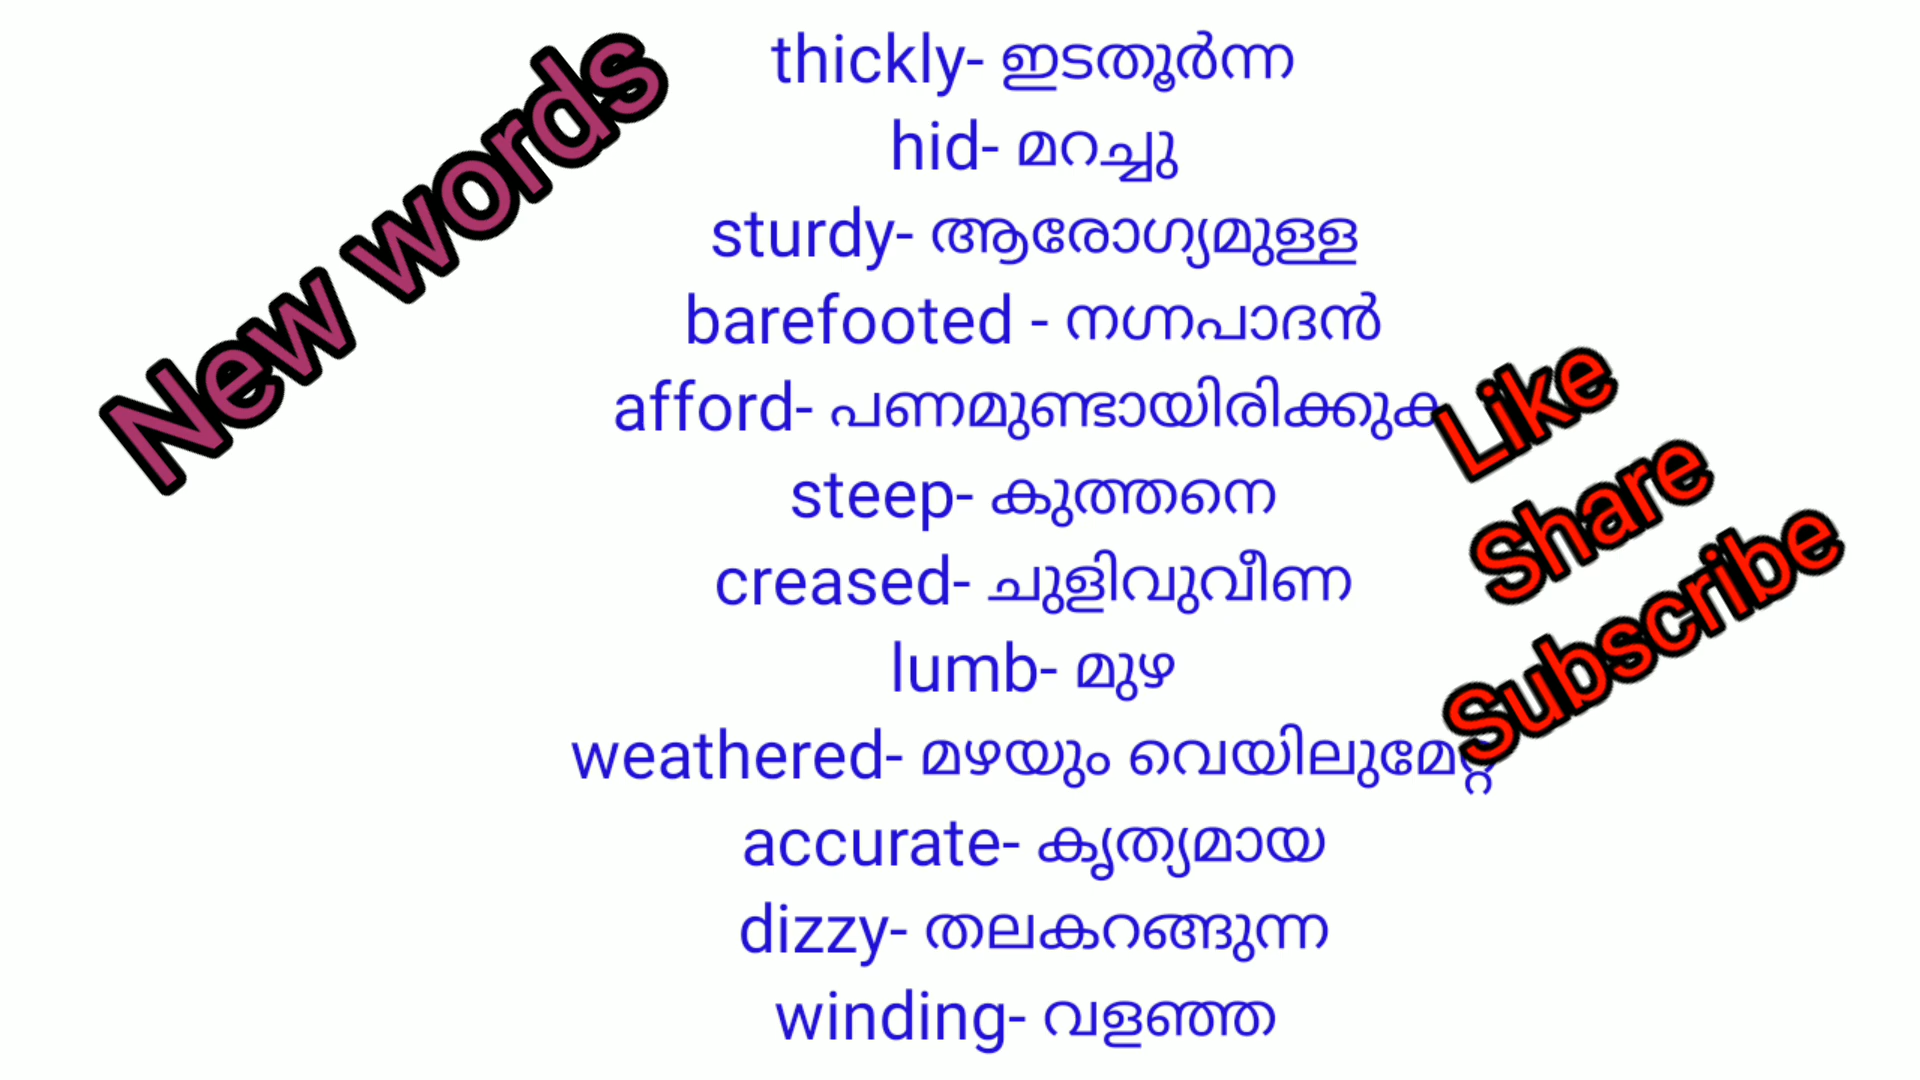 New words
thickly- ഇടതൂർന്ന
hid- മറച്ചു
sturdy- ആരോഗ്യമുള്ള
barefooted - നഗ്നപാദൻ
afford- പണമുണ്ടായിരിക്കുക
steep- കുത്തനെ
creased- ചുളിവുവീണ
lumb- മുഴ
weathered- മഴയും വെയിലുമേറ്റ
accurate- കൃത്യമായ
dizzy- തലകറങ്ങുന്ന
winding- വളഞ്ഞ
Like
Share
Subscribe